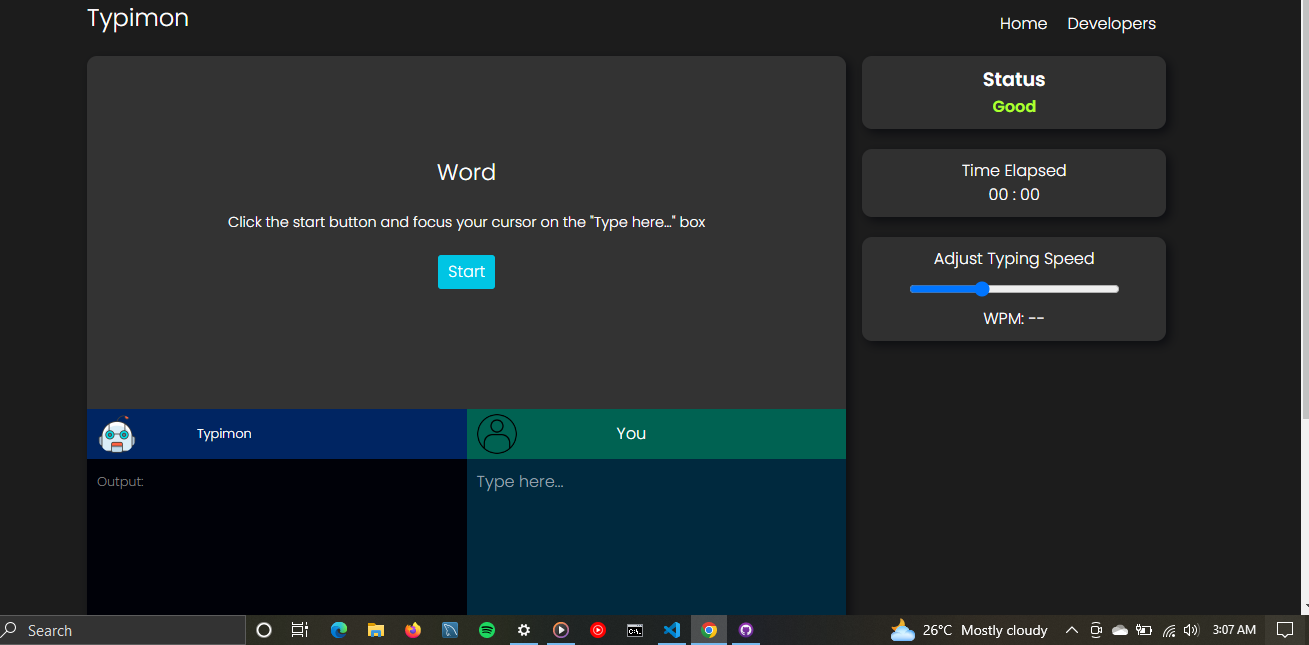 Typimon
Home Developers
Status
Good
Word
Time Elapsed
00 : 00
Click the start button and focus your cursor on the "Type here..." box
Adjust Typing Speed
Start
WPM: --
Typimon
You
Output:
Type here...
Search
C:\_
26°C Mostly cloudy
3:07 AM